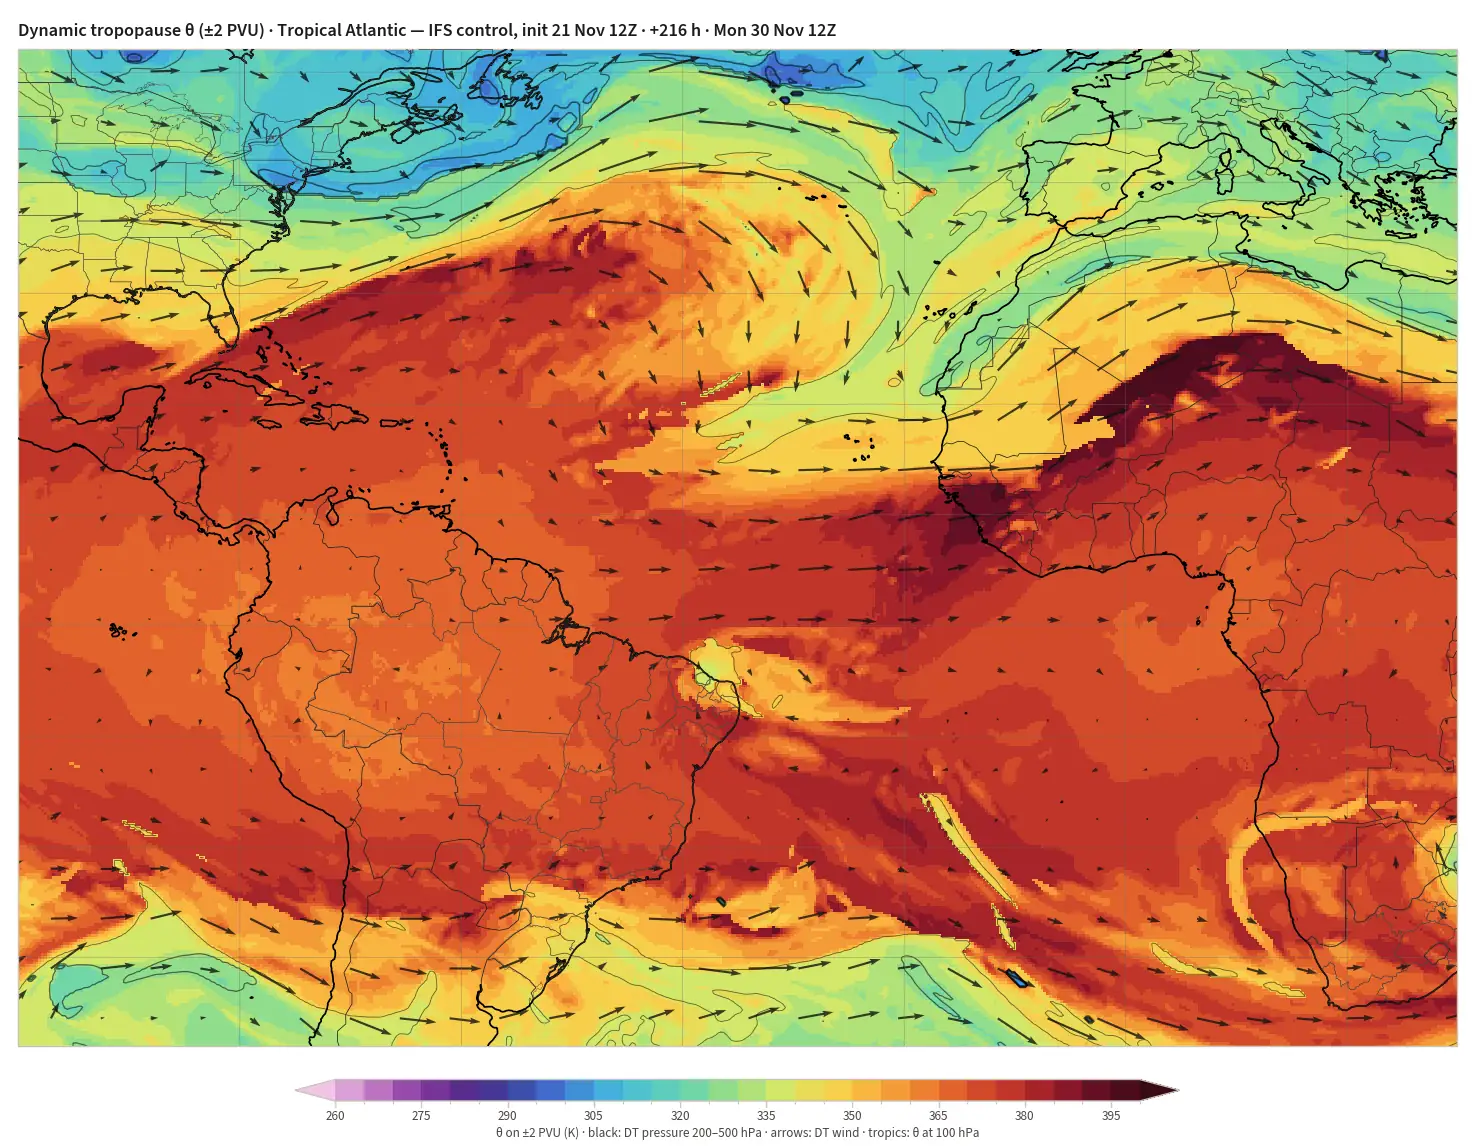 Dynamic tropopause θ (±2 PVU) · Tropical Atlantic — IFS control, init 21 Nov 12Z · +216 h · Mon 30 Nov 12Z
260 275 290 305 320 335 350 365 380 395
θ on ±2 PVU (K) · black: DT pressure 200–500 hPa · arrows: DT wind · tropics: θ at 100 hPa